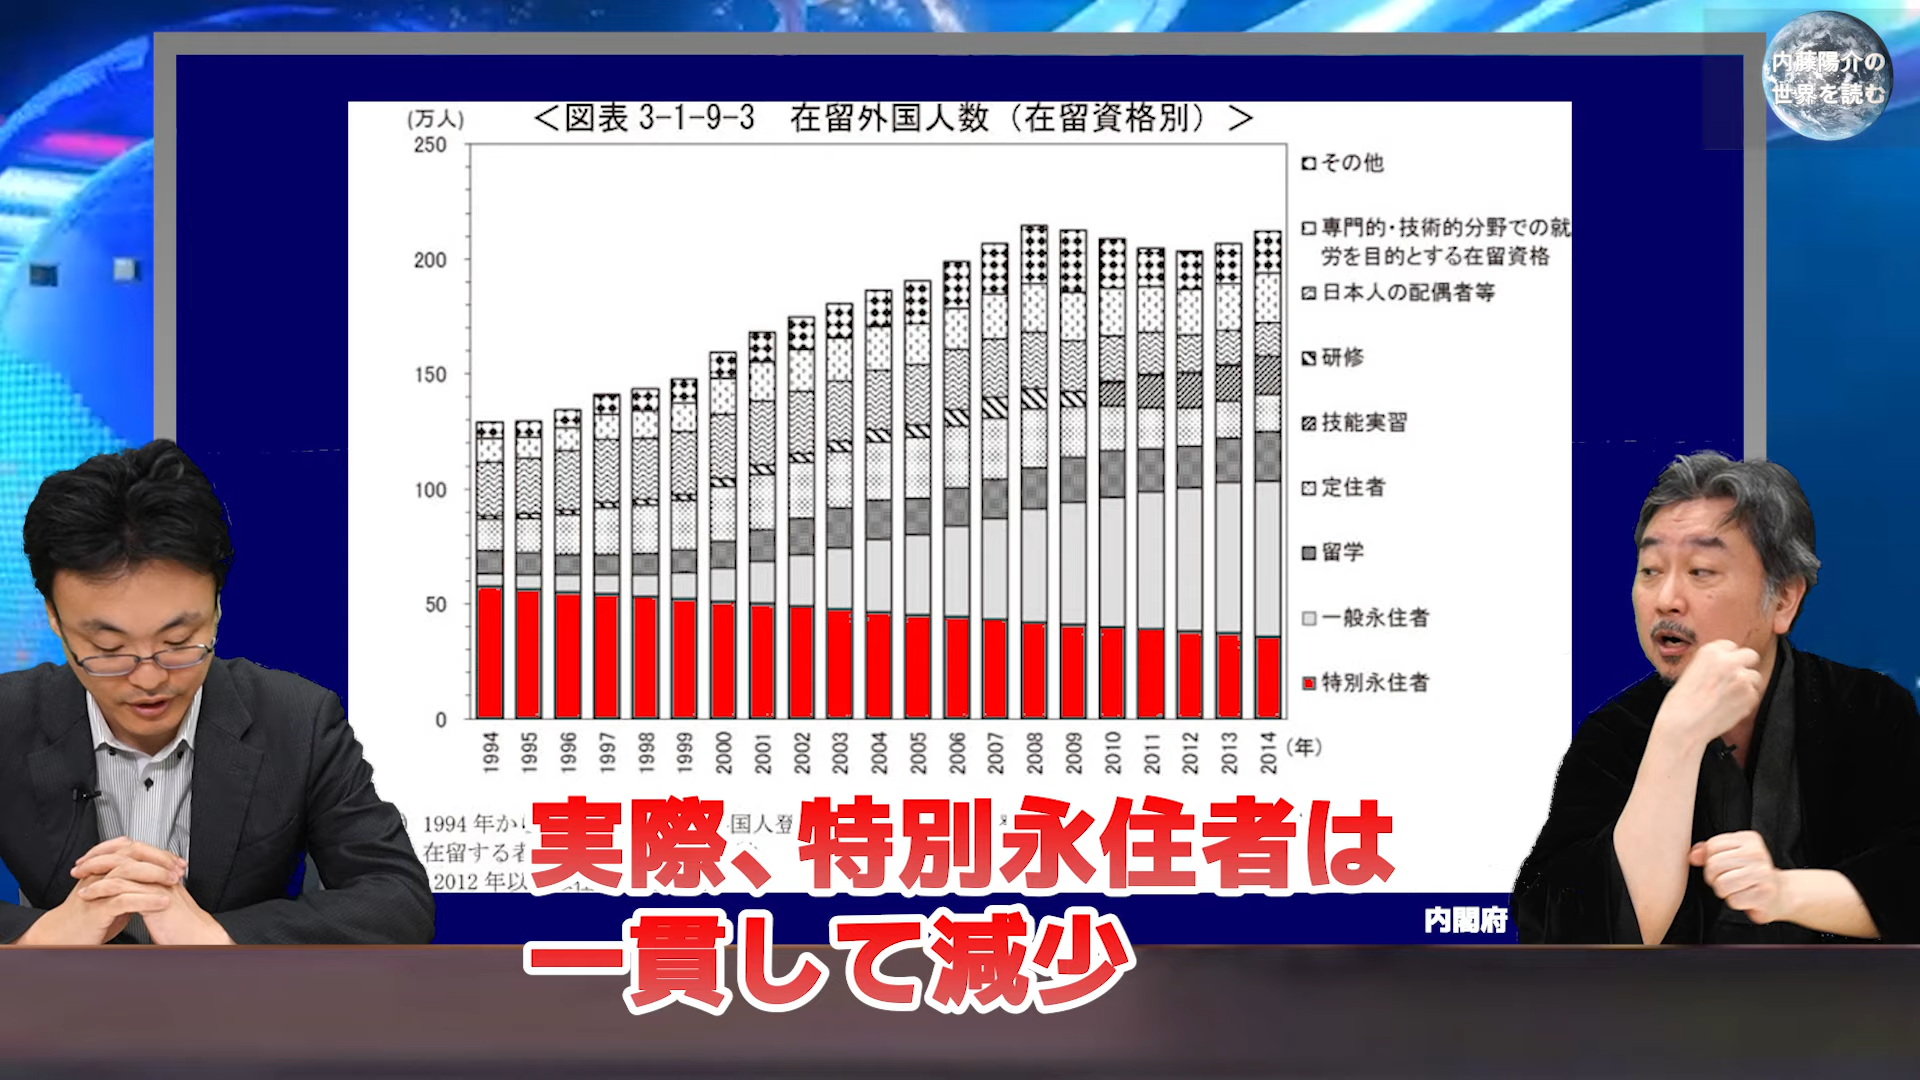 内藤陽介の
世界を読む
(万人)
＜図表 3-1-9-3　在留外国人数（在留資格別）＞
250
200
150
100
50
0
1994 1995 1996 1997 1998 1999 2000 2001 2002 2003 2004 2005 2006 2007 2008 2009 2010 2011 2012 2013 2014 (年)
その他
専門的・技術的分野での就
労を目的とする在留資格
日本人の配偶者等
研修
技能実習
定住者
留学
一般永住者
特別永住者
1994 年か
国人登
在留する者
2012 年以
実際、特別永住者は
一貫して減少
内閣府